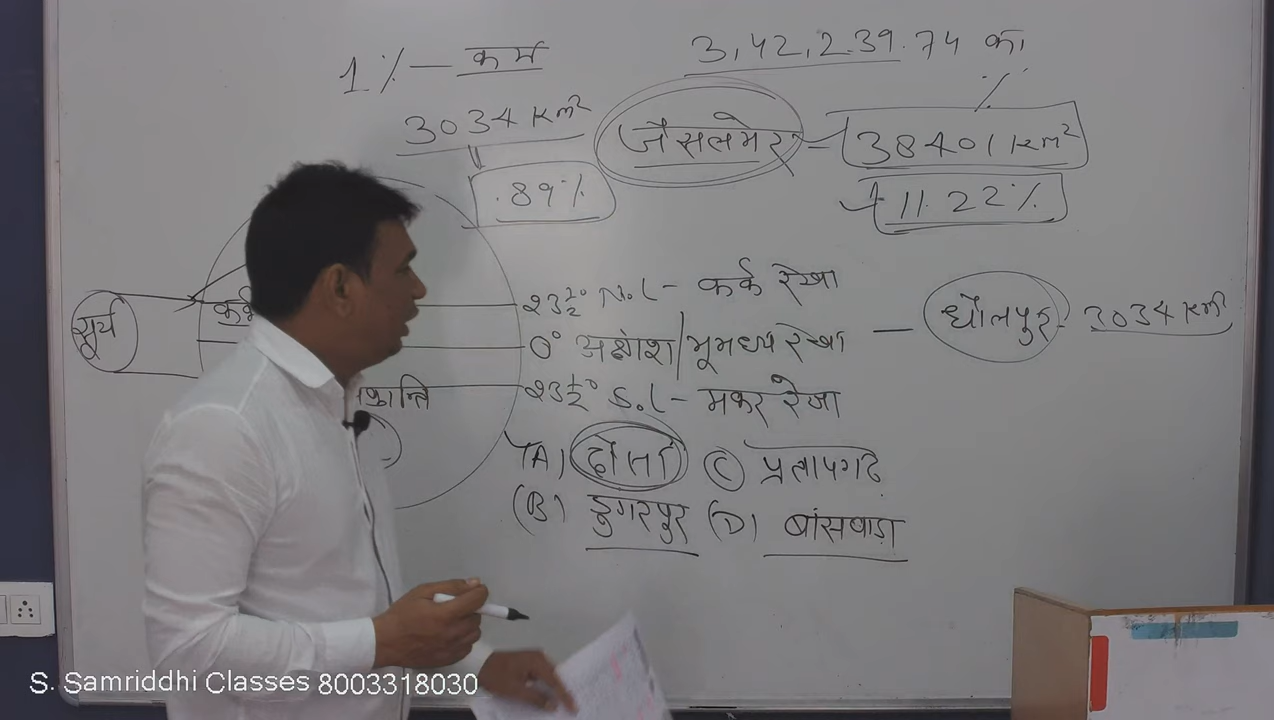 1% — कर्म
3,42,239.74 का
%
3034 Km²
.89%
जैसलमेर — 38401 Km²
11.22%
सूर्य
23½° N.L - कर्क रेखा
0° अक्षांश/भूमध्य रेखा — धौलपुर - 3034 Km²
23½° S.L - मकर रेखा
(A) दौसा (C) प्रतापगढ़
(B) डुगरपुर (D) बांसवाड़ा
S. Samriddhi Classes 8003318030